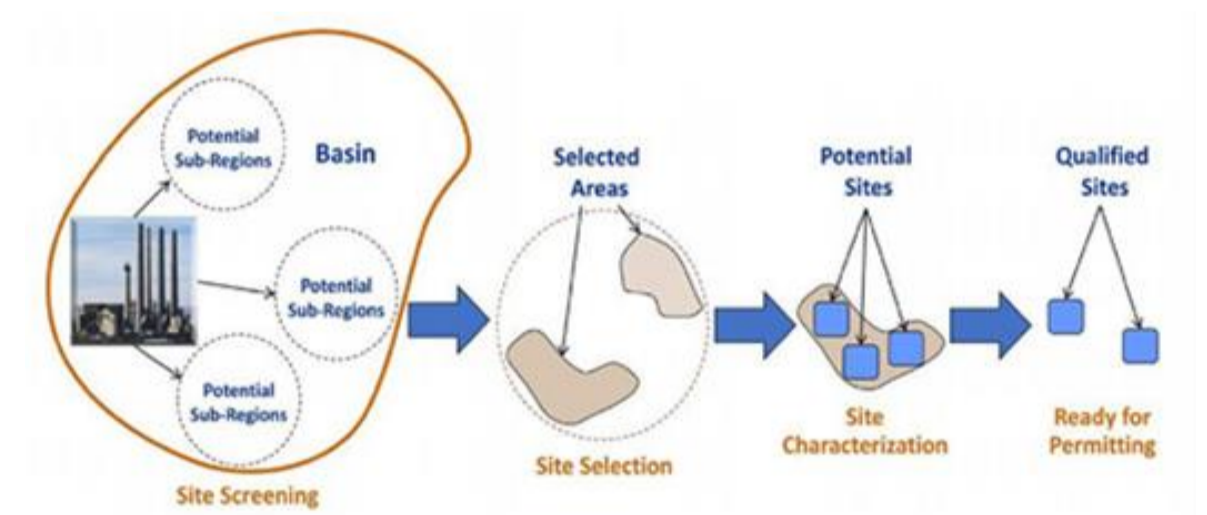 Potential
Sub-Regions
Basin
Potential
Sub-Regions
Potential
Sub-Regions
Site Screening
Selected
Areas
Site Selection
Potential
Sites
Site
Characterization
Qualified
Sites
Ready for
Permitting